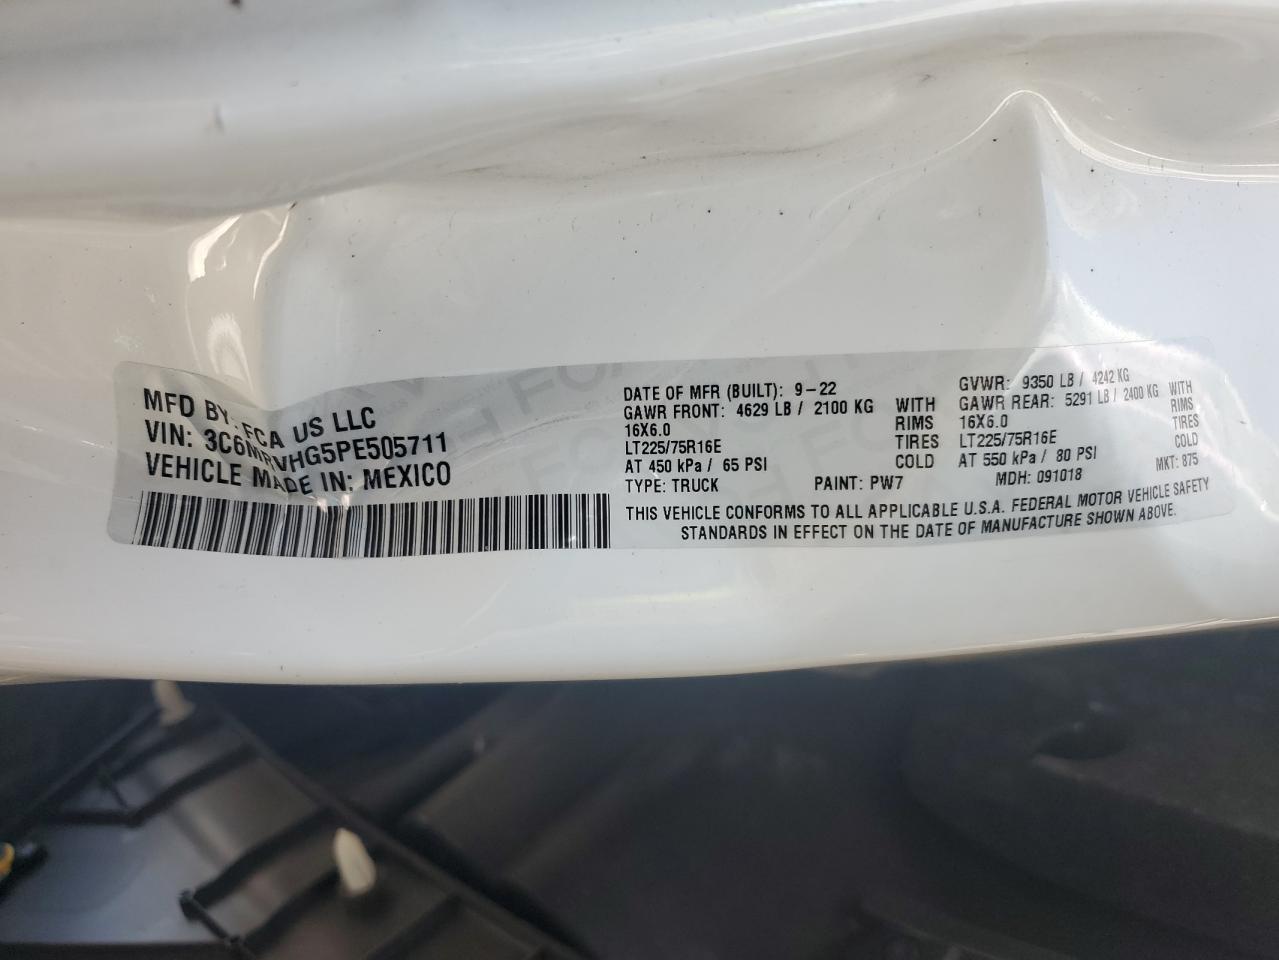 MFD BY: FCA US LLC
VIN: 3C6MRVHG5PE505711
VEHICLE MADE IN: MEXICO
DATE OF MFR (BUILT): 9-22
GAWR FRONT: 4629 LB / 2100 KG WITH
16X6.0 RIMS
LT225/75R16E TIRES
AT 450 kPa / 65 PSI COLD
TYPE: TRUCK PAINT: PW7
GVWR: 9350 LB / 4242 KG
GAWR REAR: 5291 LB / 2400 KG WITH
16X6.0 RIMS
LT225/75R16E TIRES
AT 550 kPa / 80 PSI COLD
MDH: 091018 MKT: 875
THIS VEHICLE CONFORMS TO ALL APPLICABLE U.S.A. FEDERAL MOTOR VEHICLE SAFETY
STANDARDS IN EFFECT ON THE DATE OF MANUFACTURE SHOWN ABOVE.